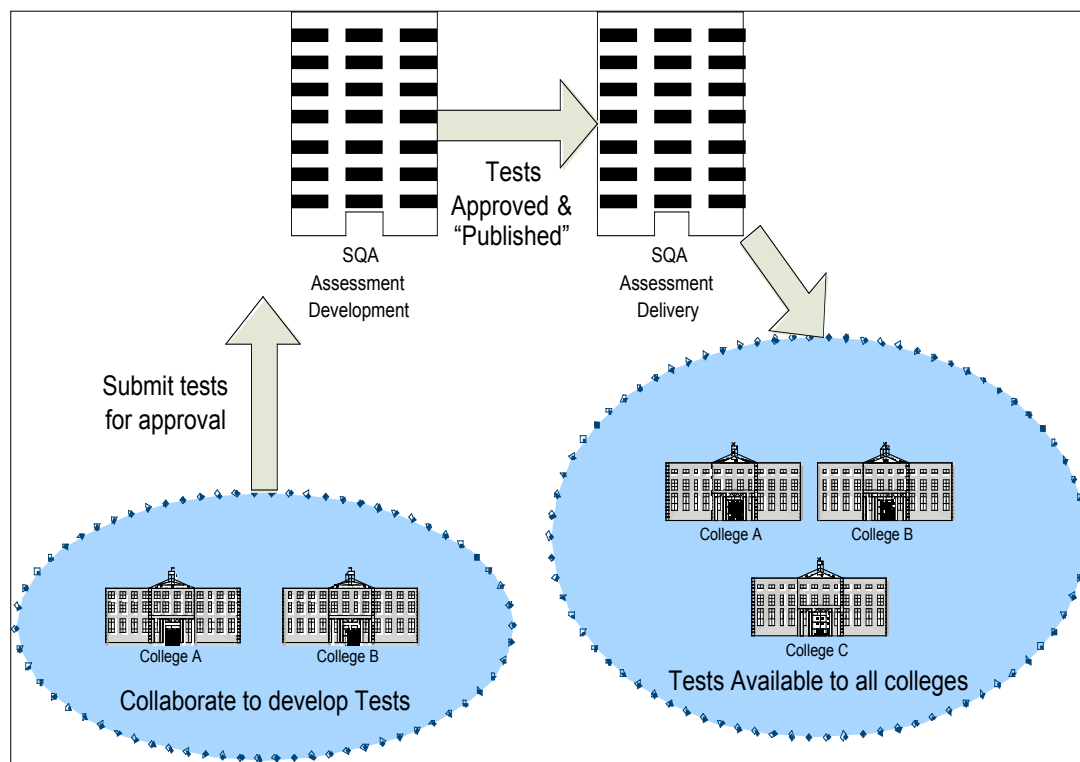 Tests
Approved &
“Published”
SQA
Assessment
Development
SQA
Assessment
Delivery
Submit tests
for approval
College A
College B
Collaborate to develop Tests
College A
College B
College C
Tests Available to all colleges